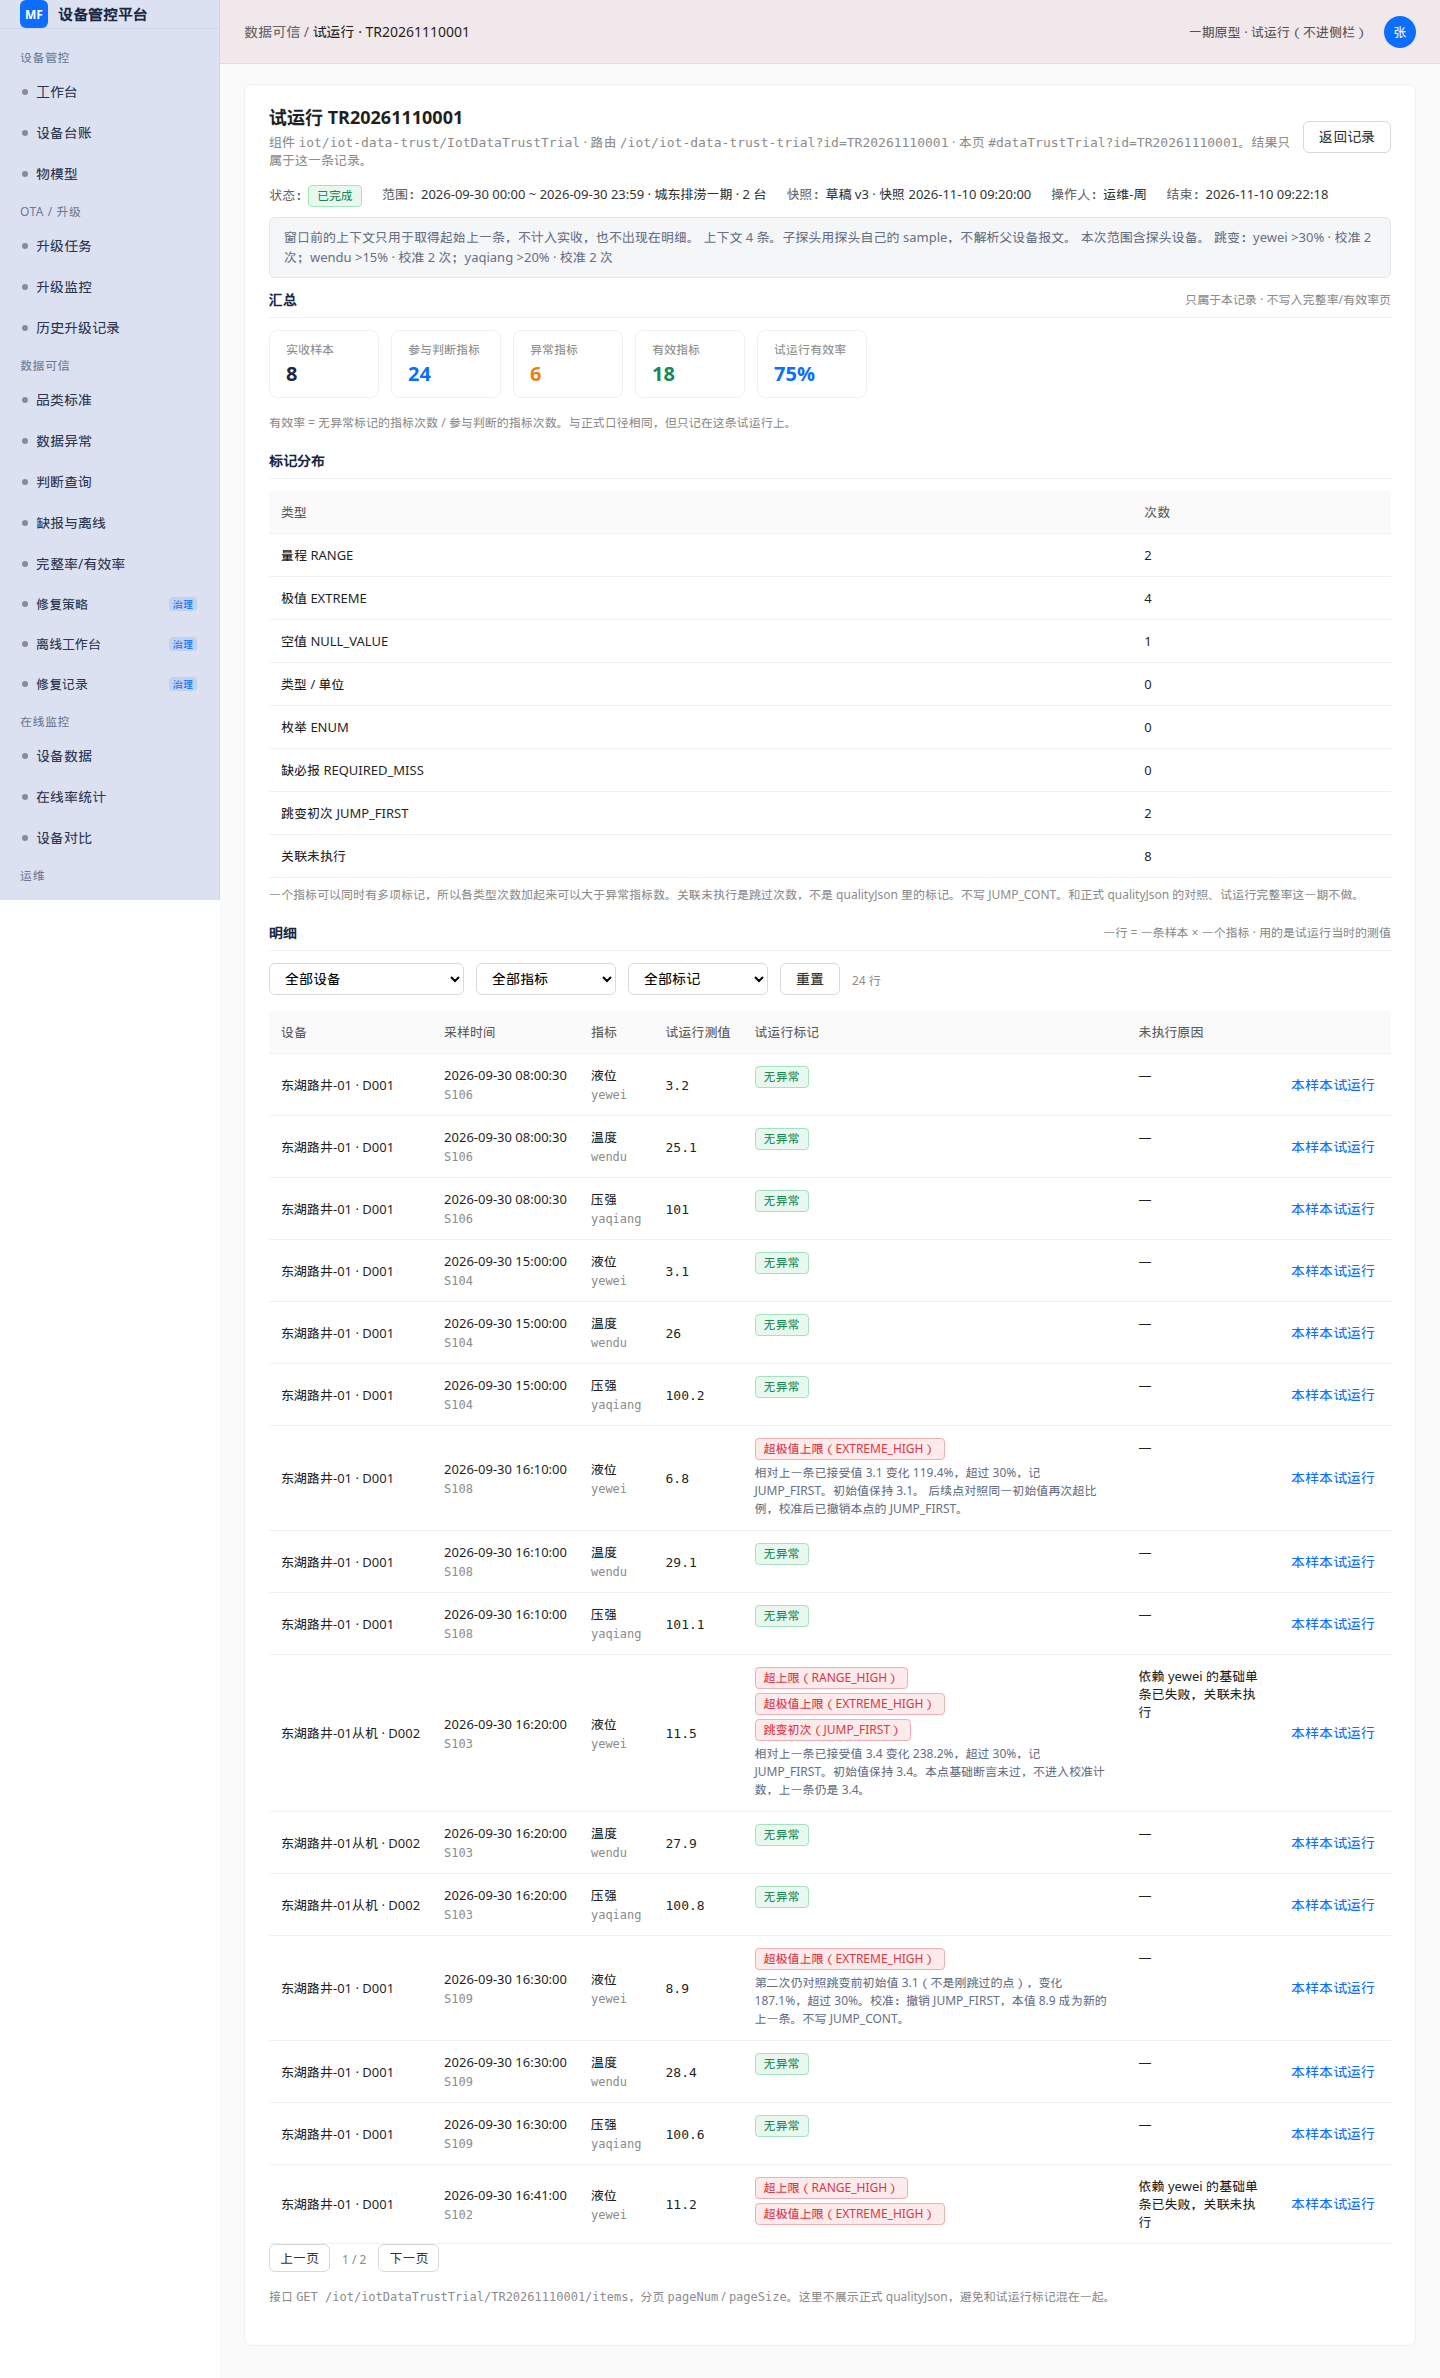 MF 设备管控平台
设备管控
工作台
设备台账
物模型
OTA / 升级
升级任务
升级监控
历史升级记录
数据可信
品类标准
数据异常
判断查询
缺报与离线
完整率/有效率
修复策略 治理
离线工作台 治理
修复记录 治理
在线监控
设备数据
在线率统计
设备对比
运维
数据可信 / 试运行 · TR20261110001
一期原型 · 试运行（不进侧栏） 张
试运行 TR20261110001
组件 iot/iot-data-trust/IotDataTrustTrial · 路由 /iot/iot-data-trust-trial?id=TR20261110001 · 本页 #dataTrustTrial?id=TR20261110001。结果只
属于这一条记录。
返回记录
状态：已完成 范围：2026-09-30 00:00 ~ 2026-09-30 23:59 · 城东排涝一期 · 2 台 快照：草稿 v3 · 快照 2026-11-10 09:20:00 操作人：运维-周 结束：2026-11-10 09:22:18
窗口前的上下文只用于取得起始上一条，不计入实收，也不出现在明细。 上下文 4 条。子探头用探头自己的 sample，不解析父设备报文。 本次范围含探头设备。 跳变：yewei >30% · 校准 2
次；wendu >15% · 校准 2 次；yaqiang >20% · 校准 2 次
汇总 只属于本记录 · 不写入完整率/有效率页
实收样本 参与判断指标 异常指标 有效指标 试运行有效率
8 24 6 18 75%
有效率 = 无异常标记的指标次数 / 参与判断的指标次数。与正式口径相同，但只记在这条试运行上。
标记分布
类型 次数
量程 RANGE 2
极值 EXTREME 4
空值 NULL_VALUE 1
类型 / 单位 0
枚举 ENUM 0
缺必报 REQUIRED_MISS 0
跳变初次 JUMP_FIRST 2
关联未执行 8
一个指标可以同时有多项标记，所以各类型次数加起来可以大于异常指标数。关联未执行是跳过次数，不是 qualityJson 里的标记。不写 JUMP_CONT。和正式 qualityJson 的对照、试运行完整率这一期不做。
明细 一行 = 一条样本 × 一个指标 · 用的是试运行当时的测值
全部设备 全部指标 全部标记 重置 24 行
设备 采样时间 指标 试运行测值 试运行标记 未执行原因
东湖路井-01 · D001 2026-09-30 08:00:30 S106 液位 yewei 3.2 无异常 — 本样本试运行
东湖路井-01 · D001 2026-09-30 08:00:30 S106 温度 wendu 25.1 无异常 — 本样本试运行
东湖路井-01 · D001 2026-09-30 08:00:30 S106 压强 yaqiang 101 无异常 — 本样本试运行
东湖路井-01 · D001 2026-09-30 15:00:00 S104 液位 yewei 3.1 无异常 — 本样本试运行
东湖路井-01 · D001 2026-09-30 15:00:00 S104 温度 wendu 26 无异常 — 本样本试运行
东湖路井-01 · D001 2026-09-30 15:00:00 S104 压强 yaqiang 100.2 无异常 — 本样本试运行
东湖路井-01 · D001 2026-09-30 16:10:00 S108 液位 yewei 6.8 超极值上限（EXTREME_HIGH） — 本样本试运行
相对上一条已接受值 3.1 变化 119.4%，超过 30%，记
JUMP_FIRST。初始值保持 3.1。 后续点对照同一初始值再次超比
例，校准后已撤销本点的 JUMP_FIRST。
东湖路井-01 · D001 2026-09-30 16:10:00 S108 温度 wendu 29.1 无异常 — 本样本试运行
东湖路井-01 · D001 2026-09-30 16:10:00 S108 压强 yaqiang 101.1 无异常 — 本样本试运行
东湖路井-01从机 · D002 2026-09-30 16:20:00 S103 液位 yewei 11.5 超上限（RANGE_HIGH）
超极值上限（EXTREME_HIGH）
跳变初次（JUMP_FIRST）
相对上一条已接受值 3.4 变化 238.2%，超过 30%，记
JUMP_FIRST。初始值保持 3.4。本点基础断言未过，不进入校准计
数，上一条仍是 3.4。
依赖 yewei 的基础单
条已失败，关联未执
行
本样本试运行
东湖路井-01从机 · D002 2026-09-30 16:20:00 S103 温度 wendu 27.9 无异常 — 本样本试运行
东湖路井-01从机 · D002 2026-09-30 16:20:00 S103 压强 yaqiang 100.8 无异常 — 本样本试运行
东湖路井-01 · D001 2026-09-30 16:30:00 S109 液位 yewei 8.9 超极值上限（EXTREME_HIGH） — 本样本试运行
第二次仍对照跳变前初始值 3.1（不是刚跳过的点），变化
187.1%，超过 30%。校准：撤销 JUMP_FIRST，本值 8.9 成为新的
上一条。不写 JUMP_CONT。
东湖路井-01 · D001 2026-09-30 16:30:00 S109 温度 wendu 28.4 无异常 — 本样本试运行
东湖路井-01 · D001 2026-09-30 16:30:00 S109 压强 yaqiang 100.6 无异常 — 本样本试运行
东湖路井-01 · D001 2026-09-30 16:41:00 S102 液位 yewei 11.2 超上限（RANGE_HIGH）
超极值上限（EXTREME_HIGH）
依赖 yewei 的基础单
条已失败，关联未执
行
本样本试运行
上一页 1 / 2 下一页
接口 GET /iot/iotDataTrustTrial/TR20261110001/items，分页 pageNum / pageSize。这里不展示正式 qualityJson，避免和试运行标记混在一起。